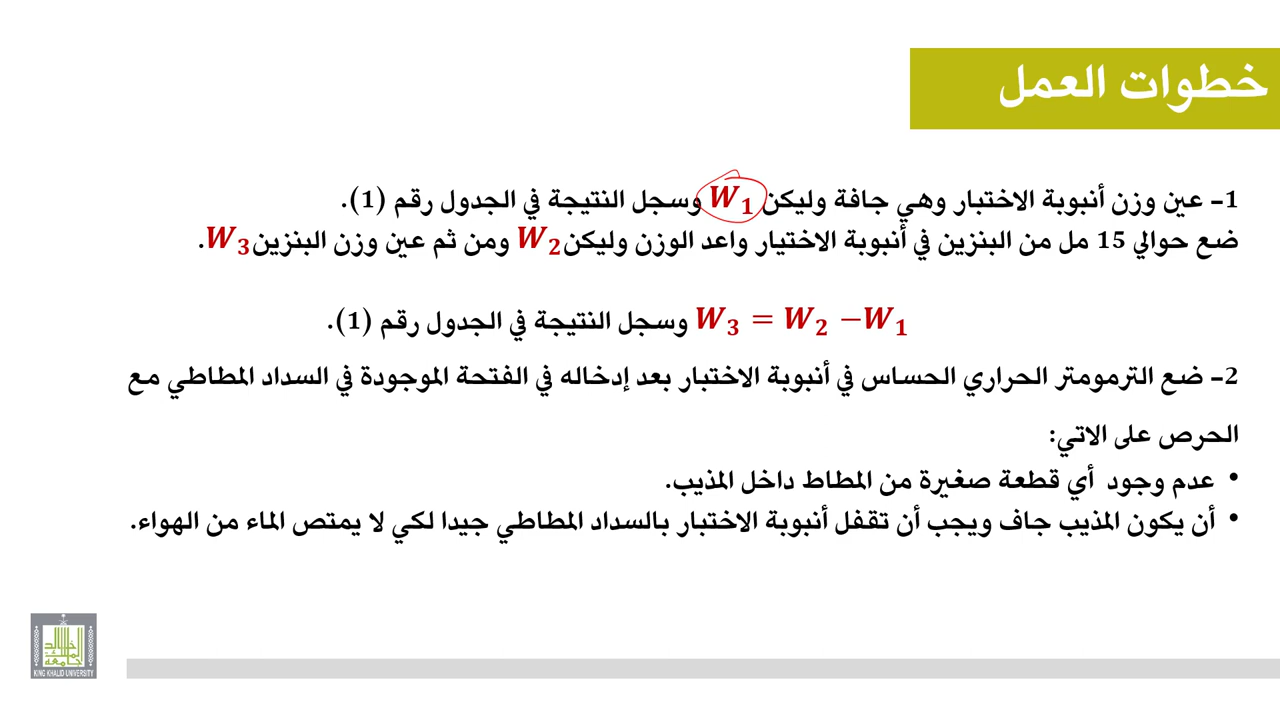 خطوات العمل
1- عين وزن أنبوبة الاختبار وهي جافة وليكن W1 وسجل النتيجة في الجدول رقم (1).
ضع حوالي 15 مل من البنزين في أنبوبة الاختيار واعد الوزن وليكن W2 ومن ثم عين وزن البنزين W3.
W3 = W2 − W1 وسجل النتيجة في الجدول رقم (1).
2- ضع الترمومتر الحراري الحساس في أنبوبة الاختبار بعد إدخاله في الفتحة الموجودة في السداد المطاطي مع
الحرص على الاتي:
• عدم وجود أي قطعة صغيرة من المطاط داخل المذيب.
• أن يكون المذيب جاف ويجب أن تقفل أنبوبة الاختبار بالسداد المطاطي جيدا لكي لا يمتص الماء من الهواء.
جامعة الملك خالد
KING KHALID UNIVERSITY